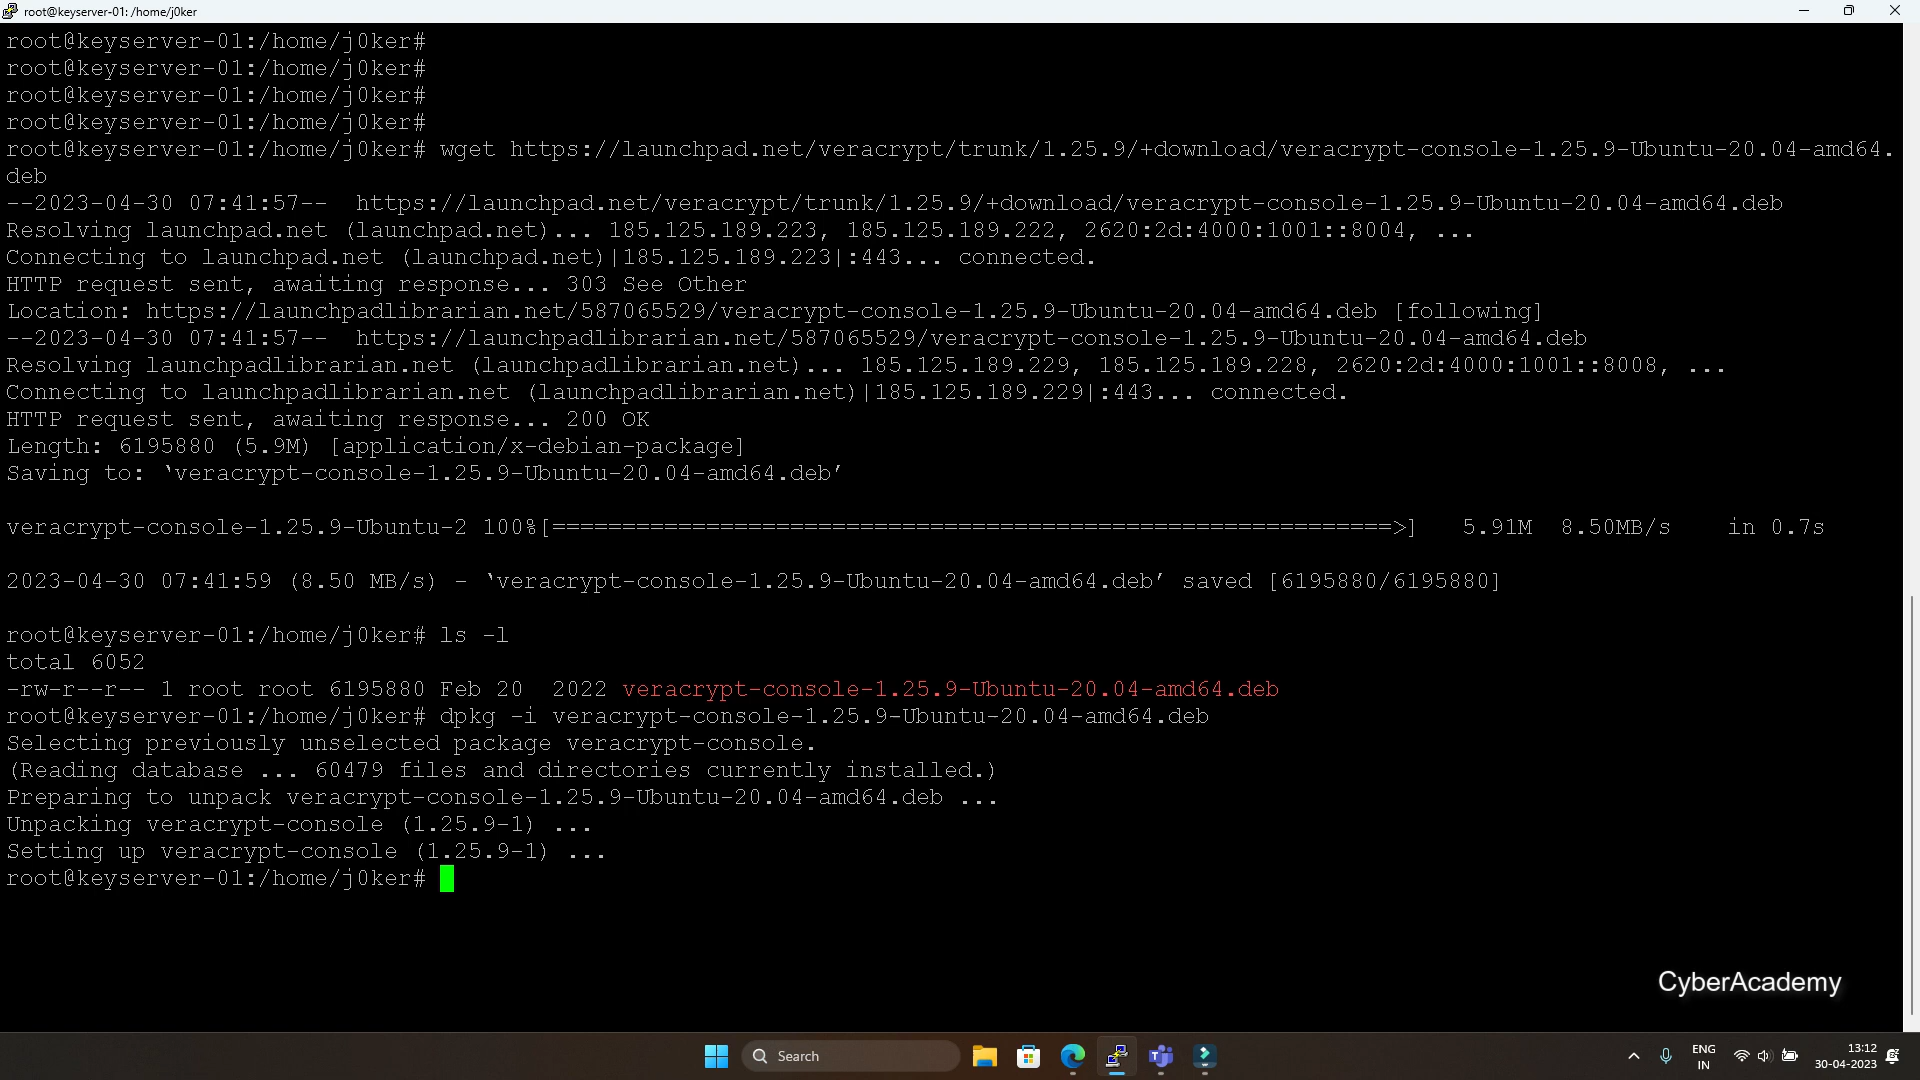 root@keyserver-01: /home/j0ker
root@keyserver-01:/home/j0ker#
root@keyserver-01:/home/j0ker#
root@keyserver-01:/home/j0ker#
root@keyserver-01:/home/j0ker#
root@keyserver-01:/home/j0ker# wget https://launchpad.net/veracrypt/trunk/1.25.9/+download/veracrypt-console-1.25.9-Ubuntu-20.04-amd64.
deb
--2023-04-30 07:41:57--  https://launchpad.net/veracrypt/trunk/1.25.9/+download/veracrypt-console-1.25.9-Ubuntu-20.04-amd64.deb
Resolving launchpad.net (launchpad.net)... 185.125.189.223, 185.125.189.222, 2620:2d:4000:1001::8004, ...
Connecting to launchpad.net (launchpad.net)|185.125.189.223|:443... connected.
HTTP request sent, awaiting response... 303 See Other
Location: https://launchpadlibrarian.net/587065529/veracrypt-console-1.25.9-Ubuntu-20.04-amd64.deb [following]
--2023-04-30 07:41:57--  https://launchpadlibrarian.net/587065529/veracrypt-console-1.25.9-Ubuntu-20.04-amd64.deb
Resolving launchpadlibrarian.net (launchpadlibrarian.net)... 185.125.189.229, 185.125.189.228, 2620:2d:4000:1001::8008, ...
Connecting to launchpadlibrarian.net (launchpadlibrarian.net)|185.125.189.229|:443... connected.
HTTP request sent, awaiting response... 200 OK
Length: 6195880 (5.9M) [application/x-debian-package]
Saving to: ‘veracrypt-console-1.25.9-Ubuntu-20.04-amd64.deb’
veracrypt-console-1.25.9-Ubuntu-2 100%[============================================================>]   5.91M  8.50MB/s    in 0.7s
2023-04-30 07:41:59 (8.50 MB/s) - ‘veracrypt-console-1.25.9-Ubuntu-20.04-amd64.deb’ saved [6195880/6195880]
root@keyserver-01:/home/j0ker# ls -l
total 6052
-rw-r--r-- 1 root root 6195880 Feb 20  2022 veracrypt-console-1.25.9-Ubuntu-20.04-amd64.deb
root@keyserver-01:/home/j0ker# dpkg -i veracrypt-console-1.25.9-Ubuntu-20.04-amd64.deb
Selecting previously unselected package veracrypt-console.
(Reading database ... 60479 files and directories currently installed.)
Preparing to unpack veracrypt-console-1.25.9-Ubuntu-20.04-amd64.deb ...
Unpacking veracrypt-console (1.25.9-1) ...
Setting up veracrypt-console (1.25.9-1) ...
root@keyserver-01:/home/j0ker#
CyberAcademy
Search
ENG
IN
13:12
30-04-2023